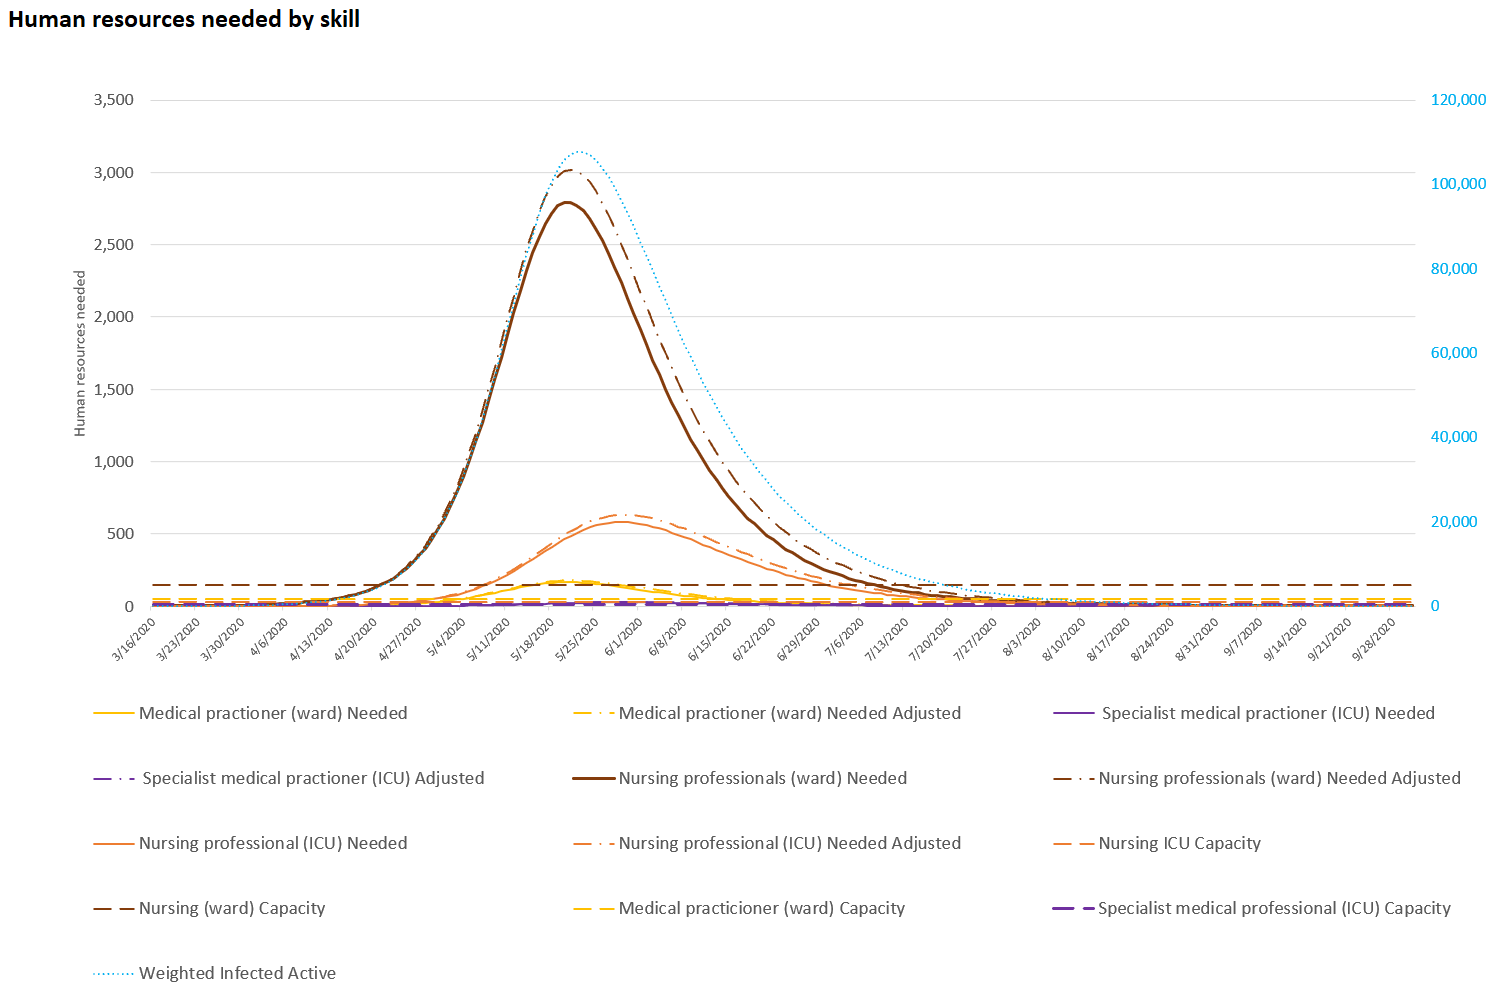 Human resources needed by skill
3,500 120,000
3,000 100,000
2,500 80,000
2,000 60,000
1,500 40,000
1,000 20,000
500 0
0
Human resources needed
3/16/2020 3/23/2020 3/30/2020 4/6/2020 4/13/2020 4/20/2020 4/27/2020 5/4/2020 5/11/2020 5/18/2020 5/25/2020 6/1/2020 6/8/2020 6/15/2020 6/22/2020 6/29/2020 7/6/2020 7/13/2020 7/20/2020 7/27/2020 8/3/2020 8/10/2020 8/17/2020 8/24/2020 8/31/2020 9/7/2020 9/14/2020 9/21/2020 9/28/2020
Medical practioner (ward) Needed Medical practioner (ward) Needed Adjusted Specialist medical practioner (ICU) Needed
Specialist medical practioner (ICU) Adjusted Nursing professionals (ward) Needed Nursing professionals (ward) Needed Adjusted
Nursing professional (ICU) Needed Nursing professional (ICU) Needed Adjusted Nursing ICU Capacity
Nursing (ward) Capacity Medical practicioner (ward) Capacity Specialist medical professional (ICU) Capacity
Weighted Infected Active